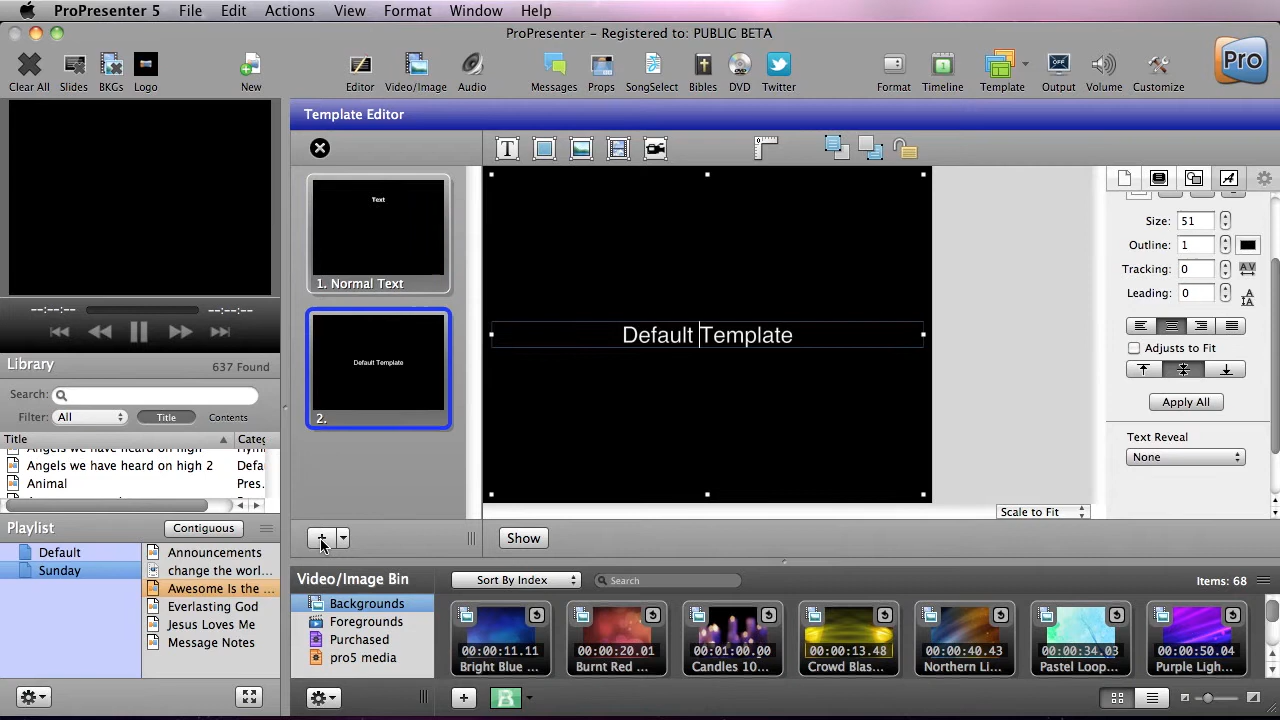 ProPresenter 5 File Edit Actions View Format Window Help
ProPresenter – Registered to: PUBLIC BETA
Clear All Slides BKGs Logo New Editor Video/Image Audio Messages Props SongSelect Bibles DVD Twitter Format Timeline Template Output Volume Customize
Pro
Template Editor
T
Text
1. Normal Text
Default Template
2.
Default Template
Size: 51
Outline: 1
Tracking: 0
Leading: 0
Adjusts to Fit
Apply All
Text Reveal
None
Scale to Fit
Show
--:--:-- --:--:--
Library 637 Found
Search:
Filter: All Title Contents
Title Categ
Angels we have heard on high
Angels we have heard on high 2 Defa
Animal Pres
Playlist Contiguous
Default
Sunday
Announcements
change the worl...
Awesome Is the ...
Everlasting God
Jesus Loves Me
Message Notes
Video/Image Bin Sort By Index Search Items: 68
Backgrounds
Foregrounds
Purchased
pro5 media
00:00:11.11 00:00:20.01 00:01:00.00 00:00:13.48 00:00:40.43 00:00:34.03 00:00:50.04
Bright Blue ... Burnt Red ... Candles 10... Crowd Blas... Northern Li... Pastel Loop... Purple Ligh...
B